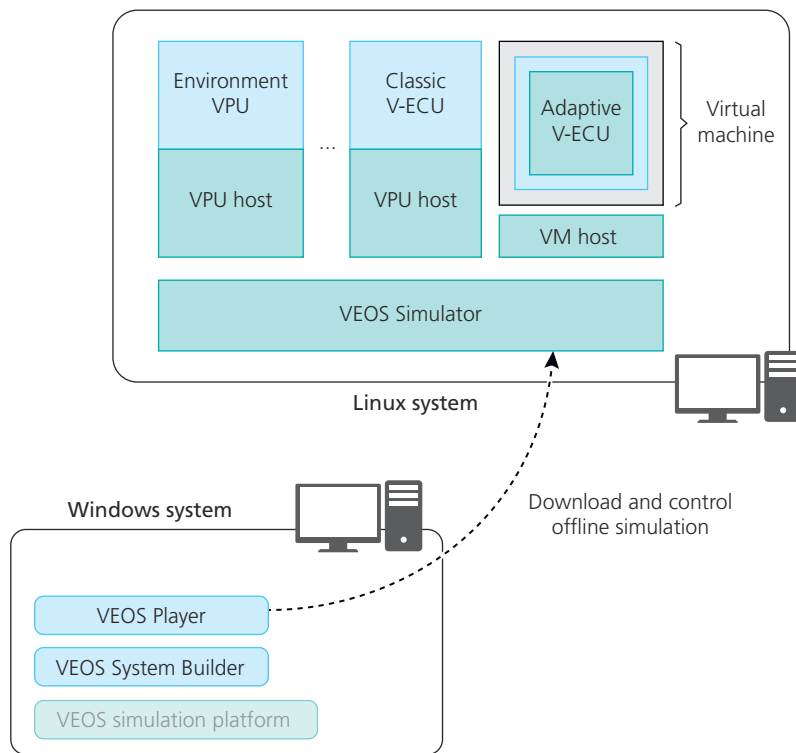 Environment
VPU
Classic
V-ECU
Adaptive
V-ECU
Virtual
machine
...
VPU host
VPU host
VM host
VEOS Simulator
Linux system
Windows system
Download and control
offline simulation
VEOS Player
VEOS System Builder
VEOS simulation platform